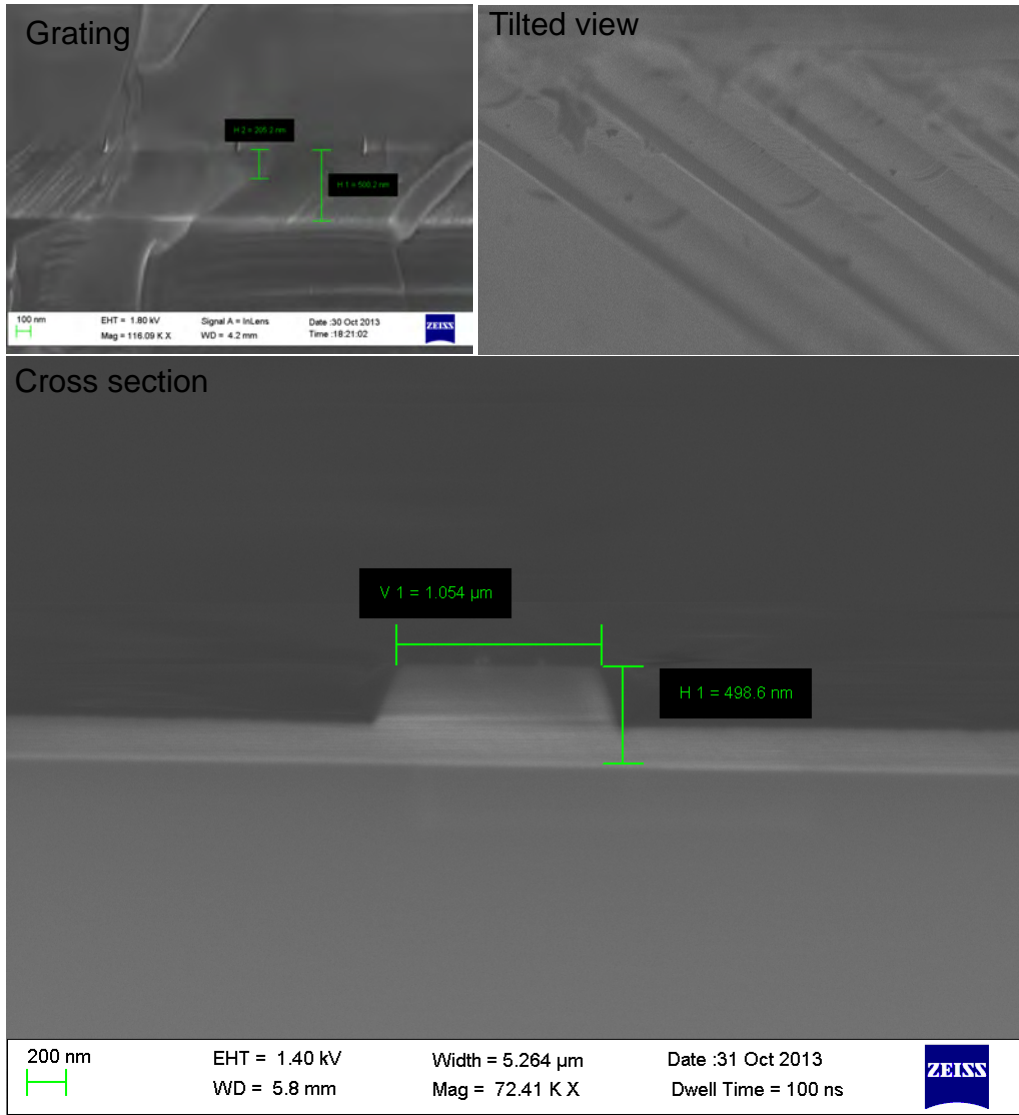 Grating
H 2 = 205.2 nm
H 1 = 500.2 nm
100 nm
EHT = 1.80 kV
Signal A = InLens
Date :30 Oct 2013
ZEISS
Mag = 116.09 K X
WD = 4.2 mm
Time :18:21:02
Tilted view
Cross section
V 1 = 1.054 µm
H 1 = 498.6 nm
200 nm
EHT = 1.40 kV
Width = 5.264 µm
Date :31 Oct 2013
ZEISS
WD = 5.8 mm
Mag = 72.41 K X
Dwell Time = 100 ns